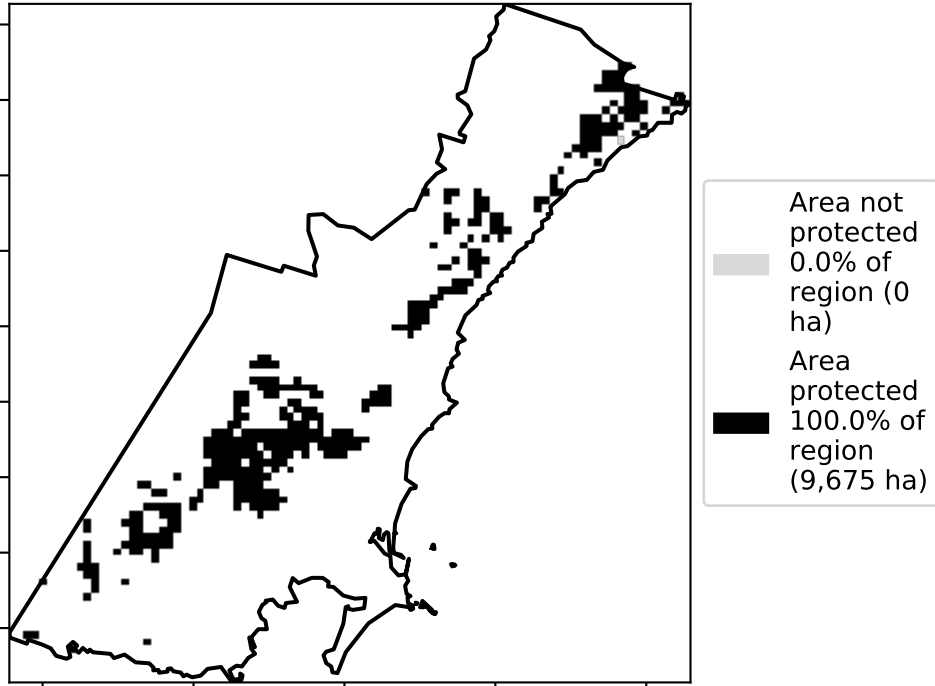 Area not
protected
0.0% of
region (0
ha)
Area
protected
100.0% of
region
(9,675 ha)